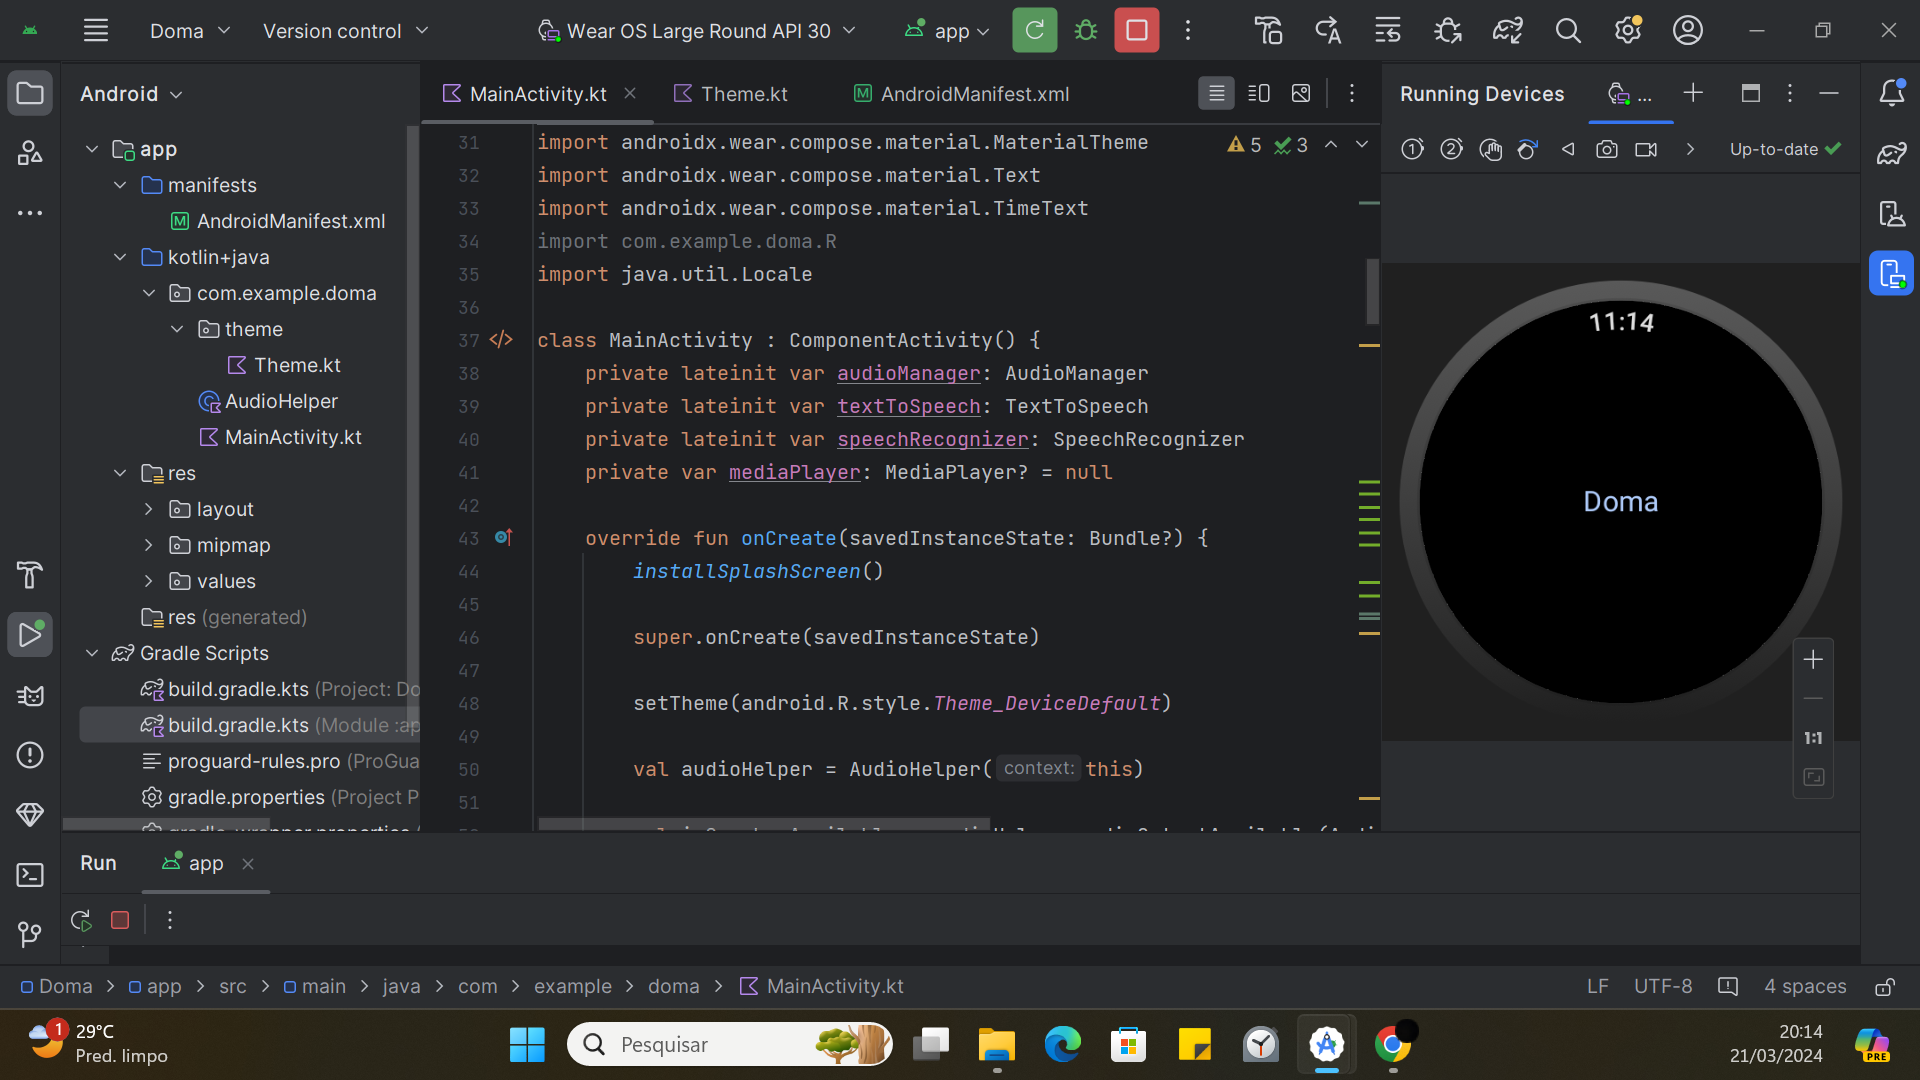 Doma
Version control
Wear OS Large Round API 30
app
Android
app
manifests
AndroidManifest.xml
kotlin+java
com.example.doma
theme
Theme.kt
AudioHelper
MainActivity.kt
res
layout
mipmap
values
res (generated)
Gradle Scripts
build.gradle.kts (Project: Do
build.gradle.kts (Module :ap
proguard-rules.pro (ProGua
gradle.properties (Project P
MainActivity.kt
Theme.kt
AndroidManifest.xml
5
3
31 import androidx.wear.compose.material.MaterialTheme
32 import androidx.wear.compose.material.Text
33 import androidx.wear.compose.material.TimeText
34 import com.example.doma.R
35 import java.util.Locale
36
37 class MainActivity : ComponentActivity() {
38 private lateinit var audioManager: AudioManager
39 private lateinit var textToSpeech: TextToSpeech
40 private lateinit var speechRecognizer: SpeechRecognizer
41 private var mediaPlayer: MediaPlayer? = null
42
43 override fun onCreate(savedInstanceState: Bundle?) {
44 installSplashScreen()
45
46 super.onCreate(savedInstanceState)
47
48 setTheme(android.R.style.Theme_DeviceDefault)
49
50 val audioHelper = AudioHelper( context: this)
51
Running Devices
...
1
2
Up-to-date
11:14
Doma
1:1
Run
app
Doma > app > src > main > java > com > example > doma > MainActivity.kt
LF
UTF-8
4 spaces
1
29°C
Pred. limpo
Pesquisar
20:14
21/03/2024
PRE